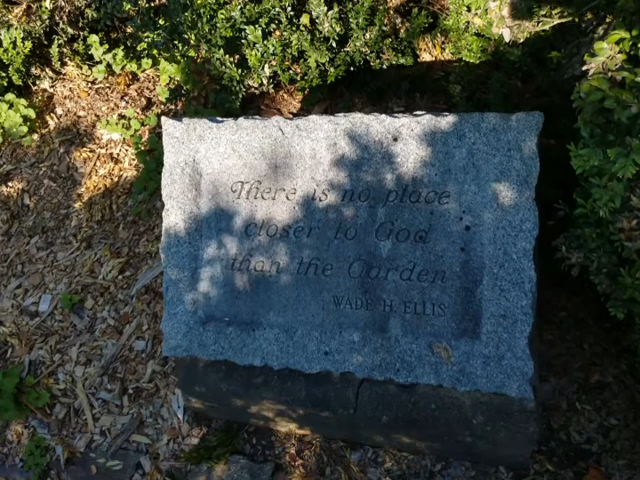 There is no place
closer to God
than the Garden
WADE H. ELLIS